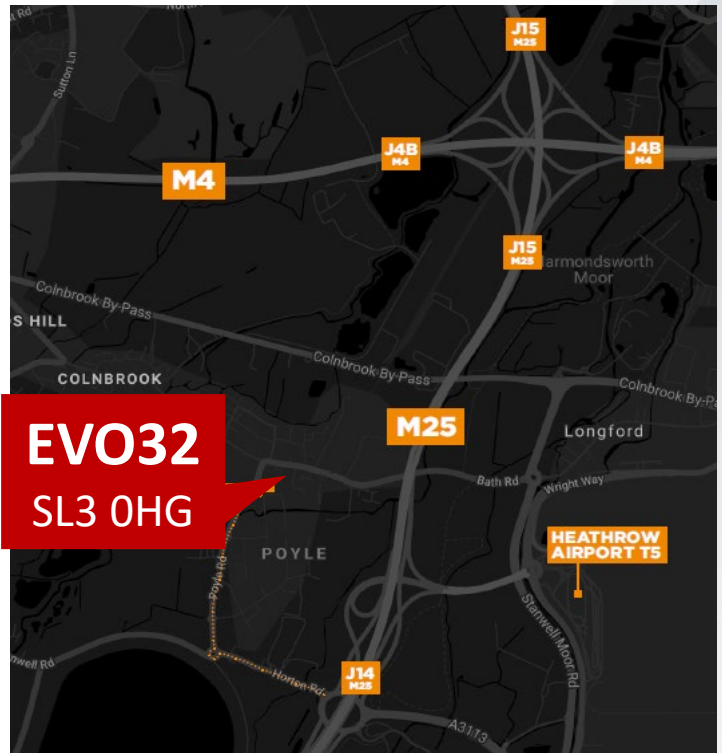 Sutton Ln
J15
M25
J4B
M4
J4B
M4
M4
J15
M25
armondsworth
Moor
Colnbrook By-Pass
S HILL
Colnbrook By-Pass
COLNBROOK
Colnbrook By-Pa
M25
Longford
EVO32
SL3 0HG
Bath Rd
Wright Way
HEATHROW
AIRPORT T5
POYLE
Poyle Rd
Stanwell Moor Rd
nwell Rd
Horton Rd
J14
M25
A3113